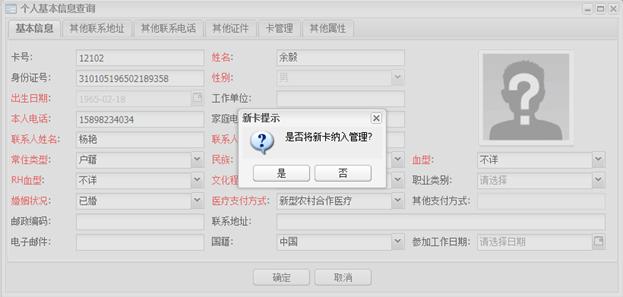 个人基本信息查询
基本信息 其他联系地址 其他联系电话 其他证件 卡管理 其他属性
卡号: 12102 姓名: 余毅
身份证号: 310105196502189358 性别: 男
出生日期: 1965-02-18 工作单位:
本人电话: 15898234034 家庭电
联系人姓名: 杨艳 联系人
常住类型: 户籍 民族: 血型: 不详
RH血型: 不详 文化程 职业类别: 请选择
婚姻状况: 已婚 医疗支付方式: 新型农村合作医疗 其他支付方式:
邮政编码: 联系地址:
电子邮件: 国籍: 中国 参加工作日期: 请选择日期
新卡提示
是否将新卡纳入管理?
是 否
确定 取消